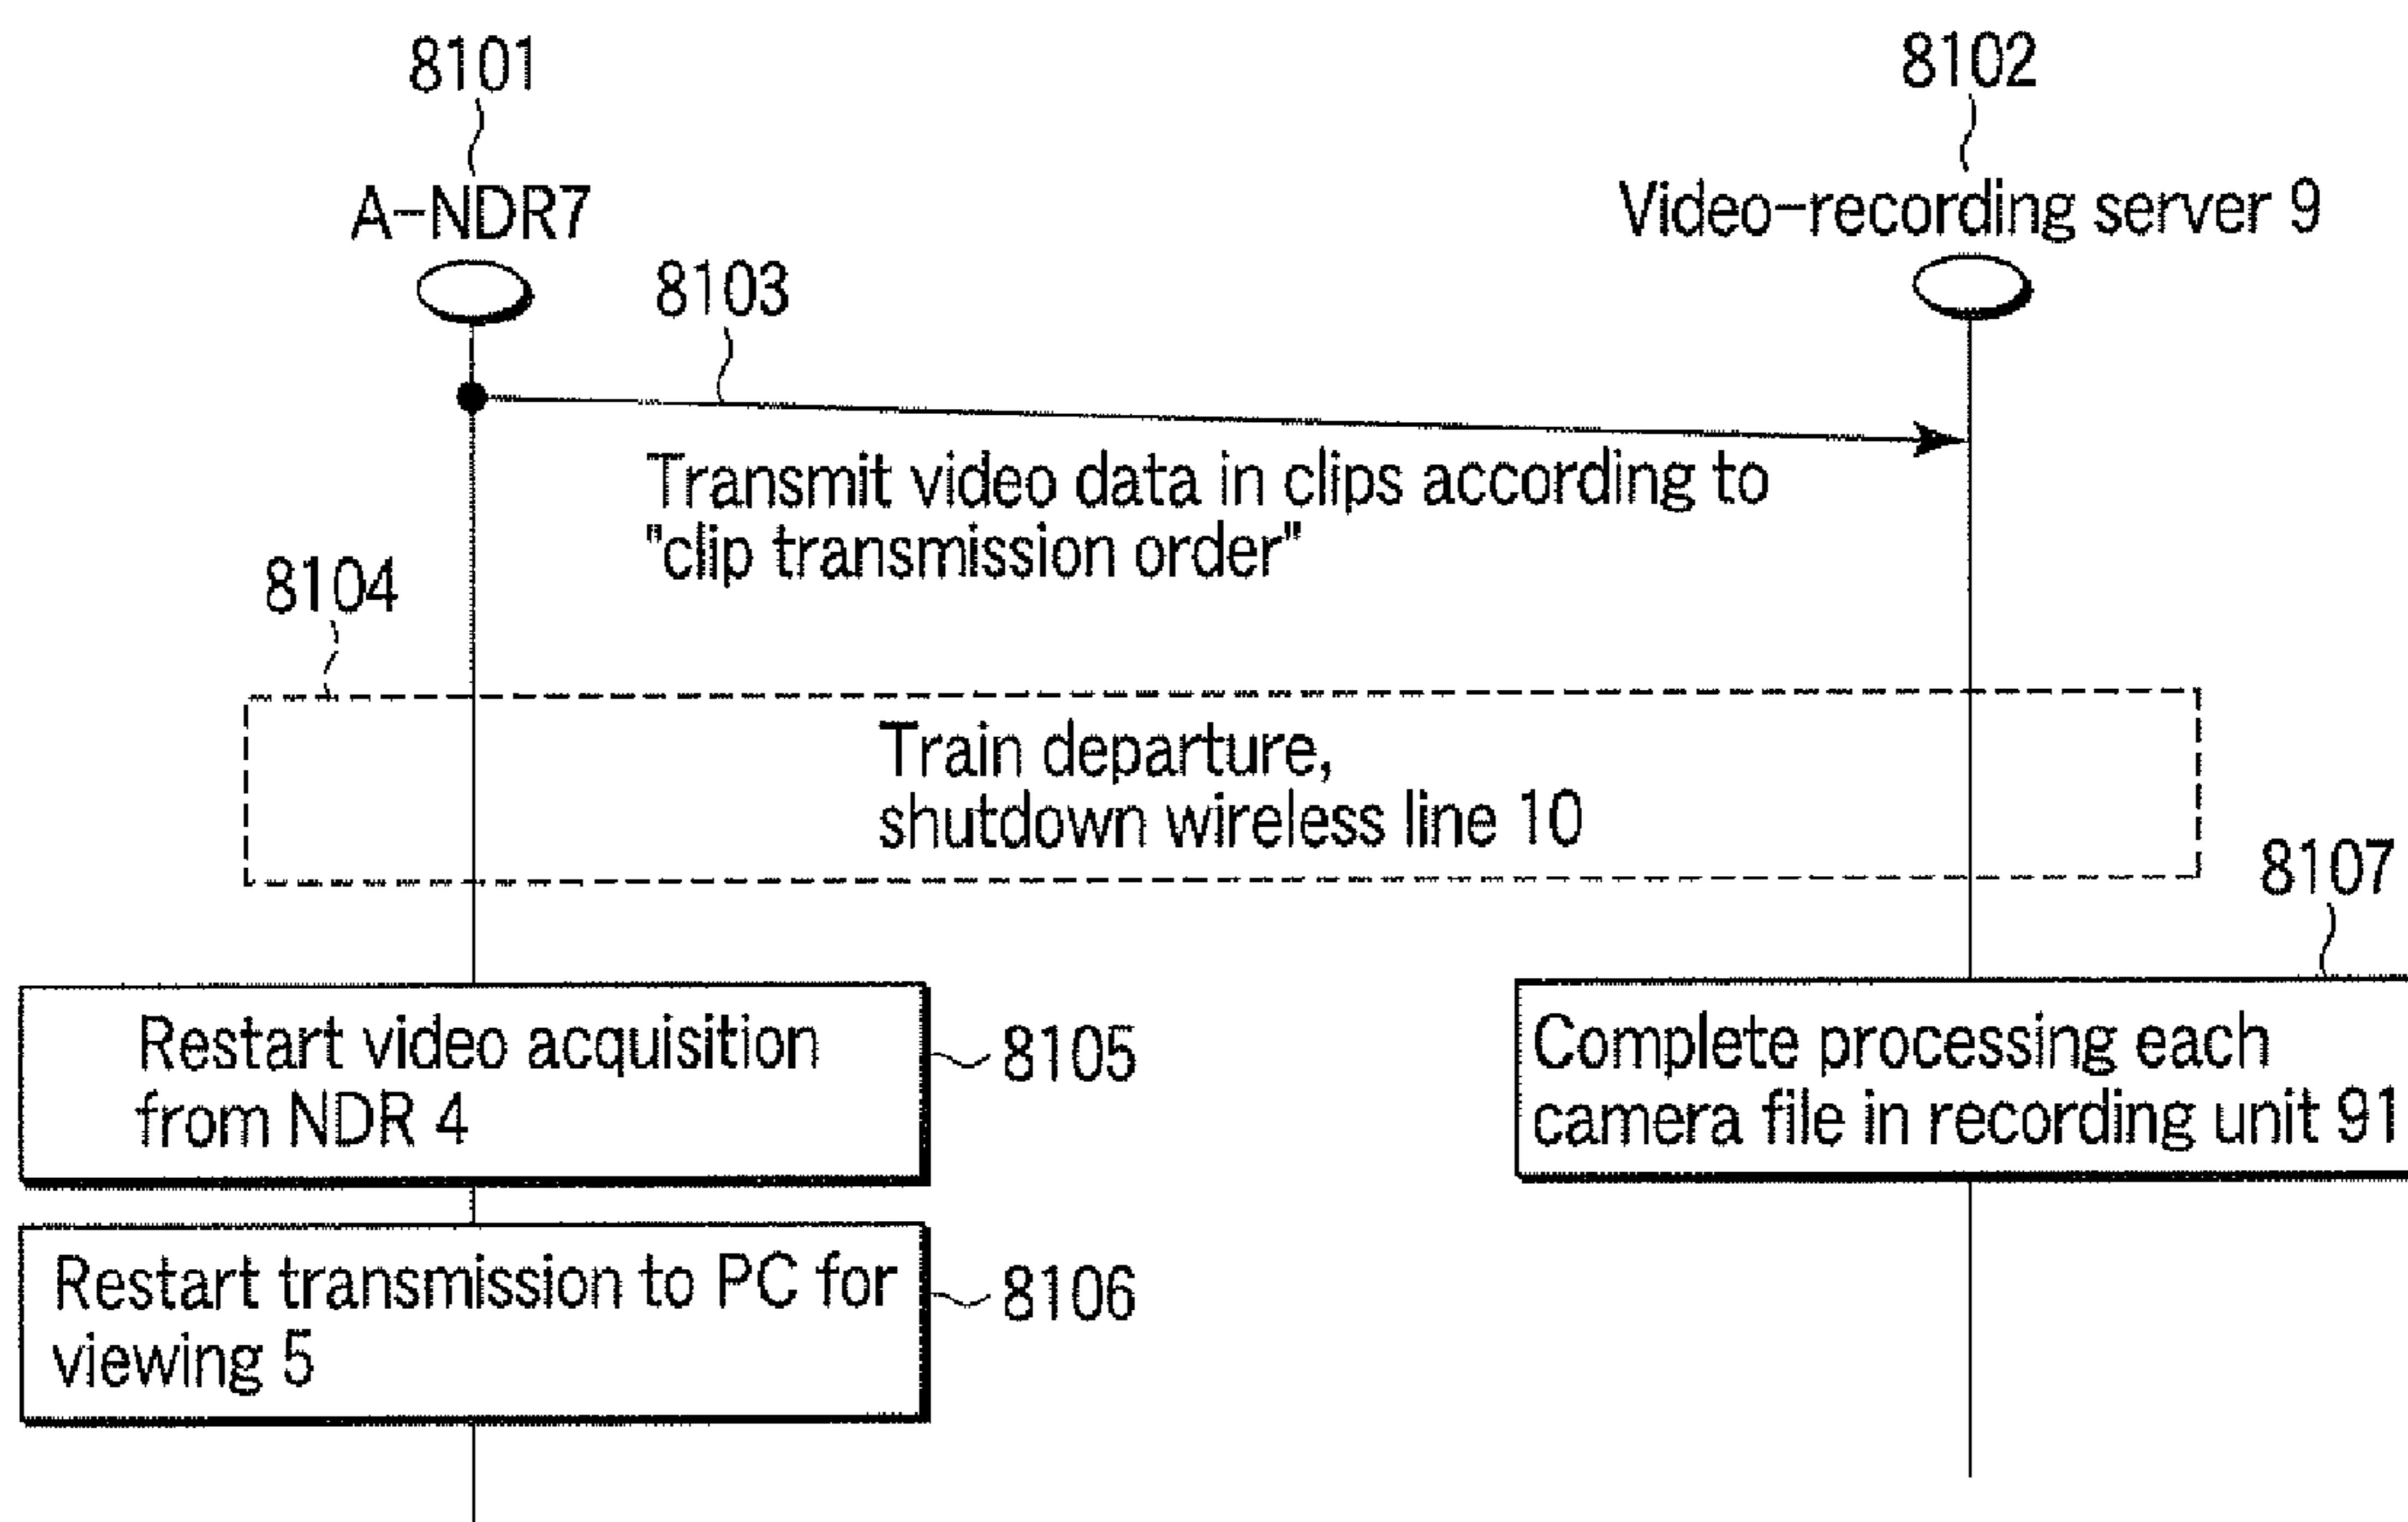 8101
8102
A-NDR7
Video-recording server 9
8103
Transmit video data in clips according to
"clip transmission order"
8104
Train departure,
shutdown wireless line 10
8107
Restart video acquisition
from NDR 4
8105
Complete processing each
camera file in recording unit 91
Restart transmission to PC for
viewing 5
8106